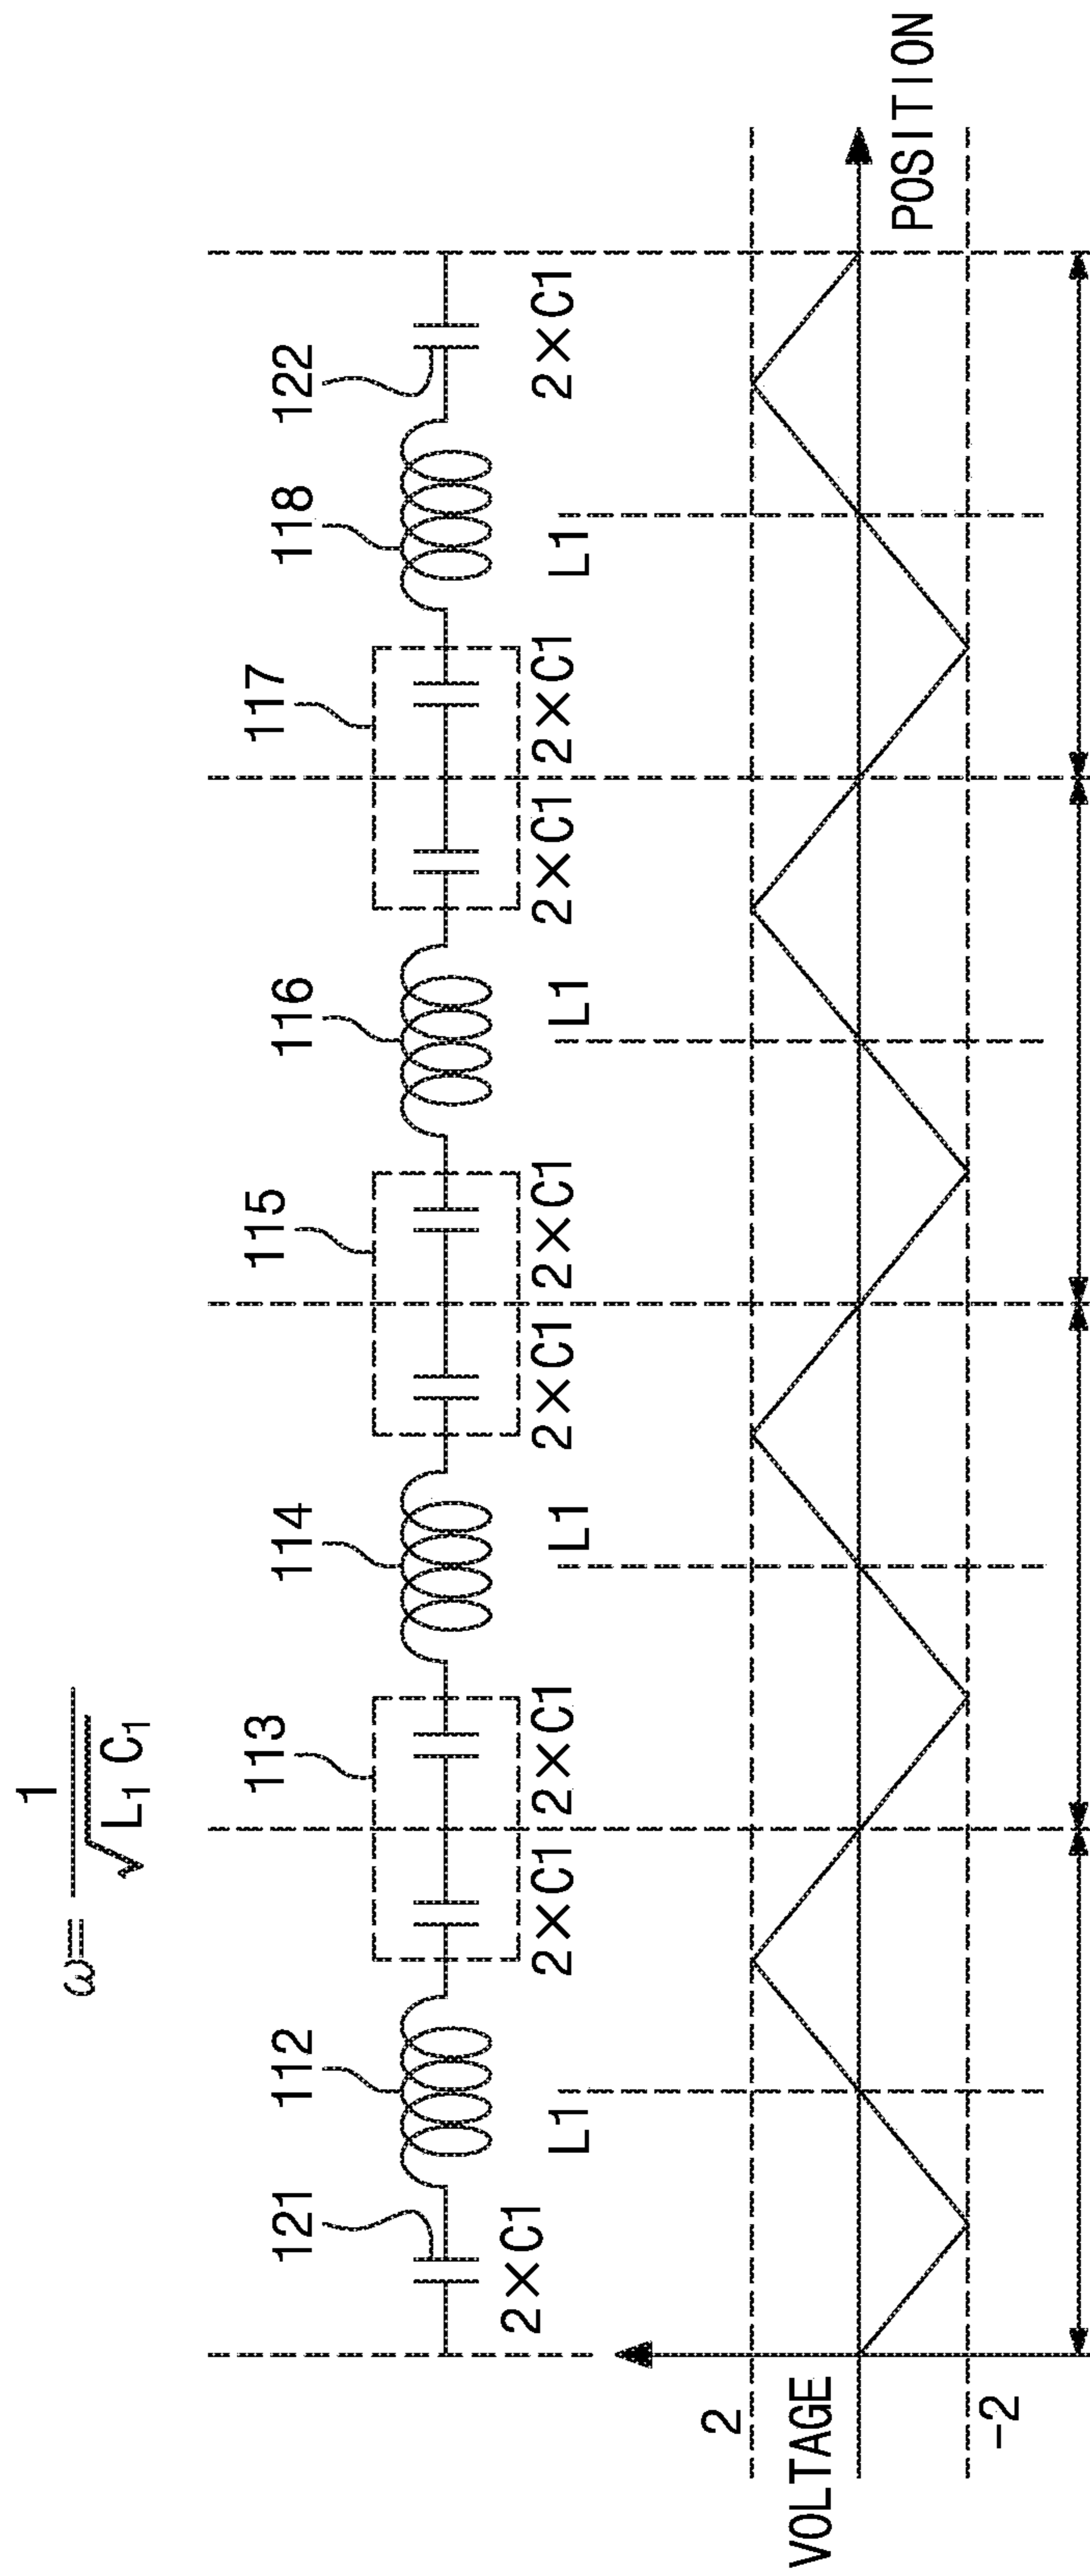 ω= 1/√L₁ C₁
121 112 113 114 115 116 117 118 122
2×C1 L1 2×C1 2×C1 L1 2×C1 2×C1 L1 2×C1 2×C1 L1 2×C1
2
VOLTAGE
-2
POSITION